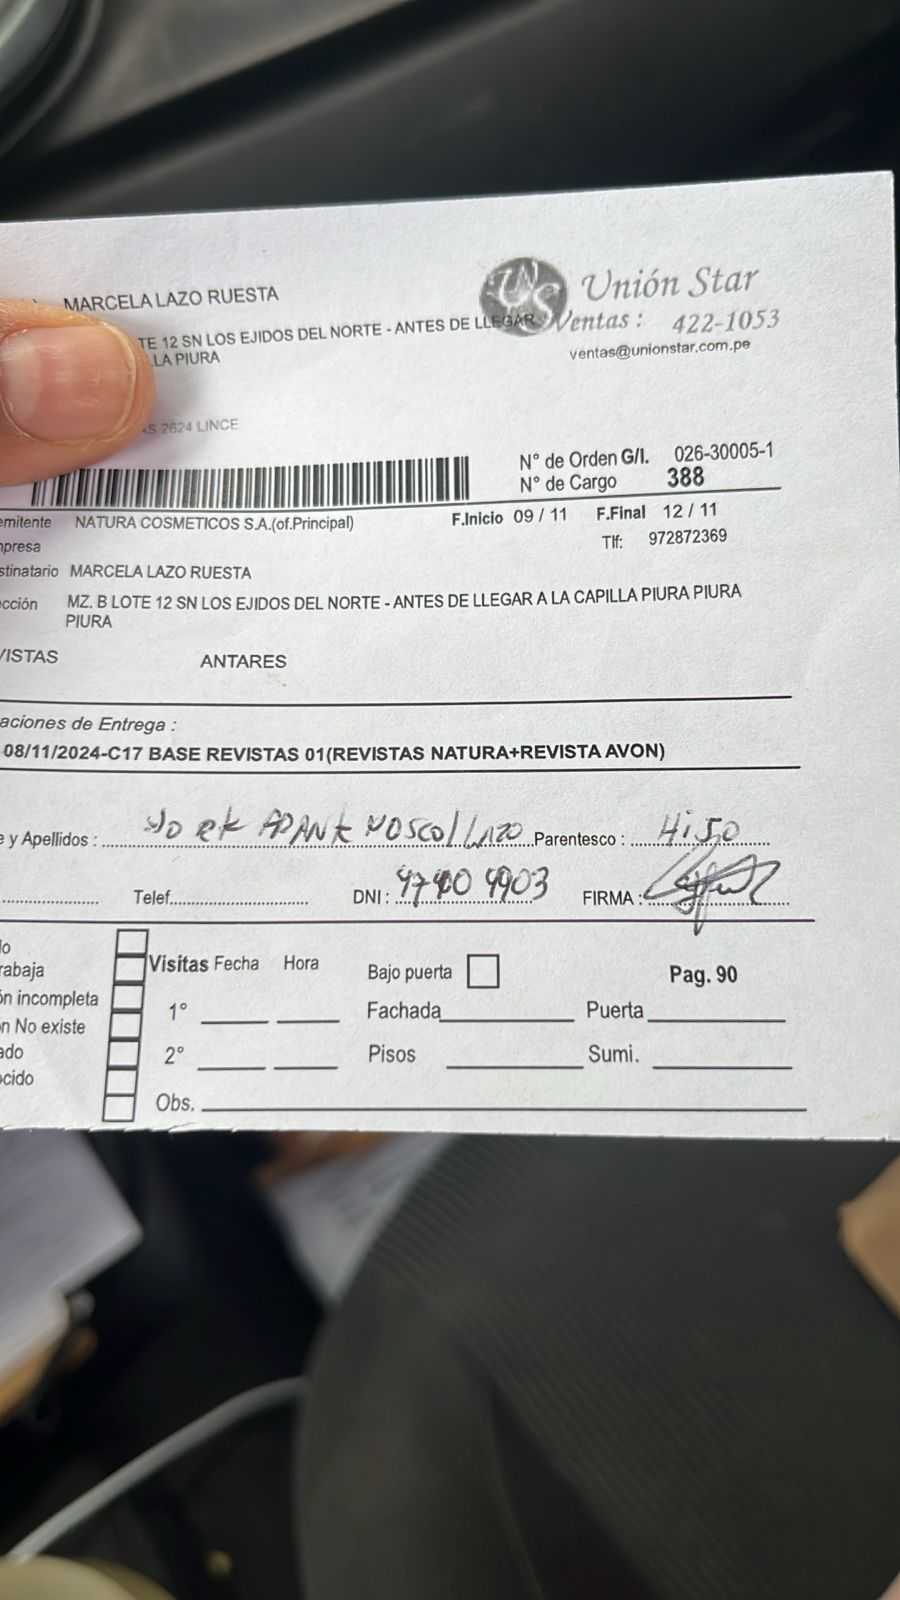 MARCELA LAZO RUESTA
TE 12 SN LOS EJIDOS DEL NORTE - ANTES DE LLEGAR
LA PIURA
Unión Star
Ventas : 422-1053
ventas@unionstar.com.pe
2624 LINCE
N° de Orden G/I. 026-30005-1
N° de Cargo 388
emitente NATURA COSMETICOS S.A.(of.Principal)
F.Inicio 09 / 11 F.Final 12 / 11
mpresa
Tlf: 972872369
stinatario MARCELA LAZO RUESTA
ección MZ. B LOTE 12 SN LOS EJIDOS DEL NORTE - ANTES DE LLEGAR A LA CAPILLA PIURA PIURA
PIURA
VISTAS ANTARES
aciones de Entrega :
08/11/2024-C17 BASE REVISTAS 01(REVISTAS NATURA+REVISTA AVON)
e y Apellidos : LAZO Parentesco : HiJo
Telef. DNI : 4903 FIRMA :
do
rabaja
ón incompleta
ón No existe
ado
ocido
Visitas Fecha Hora
1°
2°
Obs.
Bajo puerta
Pag. 90
Fachada Puerta
Pisos Sumi.